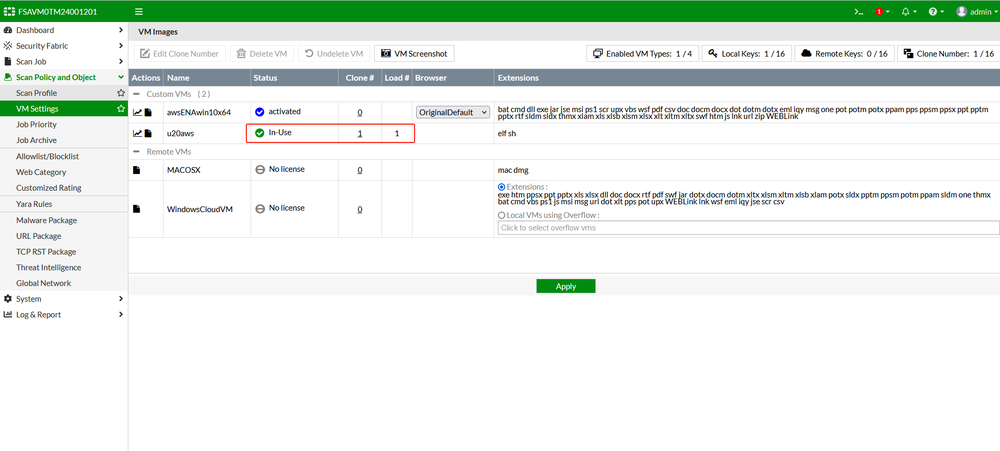 FSAVM0TM24001201
1
admin
Dashboard
Security Fabric
Scan Job
Scan Policy and Object
Scan Profile
VM Settings
Job Priority
Job Archive
Allowlist/Blocklist
Web Category
Customized Rating
Yara Rules
Malware Package
URL Package
TCP RST Package
Threat Intelligence
Global Network
System
Log & Report
VM Images
Edit Clone Number Delete VM Undelete VM VM Screenshot Enabled VM Types: 1 / 4 Local Keys: 1 / 16 Remote Keys: 0 / 16 Clone Number: 1 / 16
Actions Name Status Clone # Load # Browser Extensions
Custom VMs ( 2 )
awsENAwin10x64 activated 0 OriginalDefault
bat cmd dll exe jar jse msi ps1 scr upx vbs wsf pdf csv doc docm docx dot dotm dotx eml iqy msg one pot potm potx ppam pps ppsm ppsx ppt pptm
pptx rtf sldm sldx thmx xlam xls xlsb xlsm xlsx xlt xltm xltx swf htm js lnk url zip WEBLink
u20aws In-Use 1 1 elf sh
Remote VMs
MACOSX No license 0 mac dmg
WindowsCloudVM No license 0
Extensions :
exe htm ppsx ppt pptx xls xlsx dll doc docx rtf pdf swf jar dotx docm dotm xltx xlsm xltm xlsb xlam potx sldx pptm ppsm potm ppam sldm one thmx
bat cmd vbs ps1 js msi msg url dot xlt pps pot upx WEBLink lnk wsf eml iqy jse scr csv
Local VMs using Overflow :
Click to select overflow vms
Apply